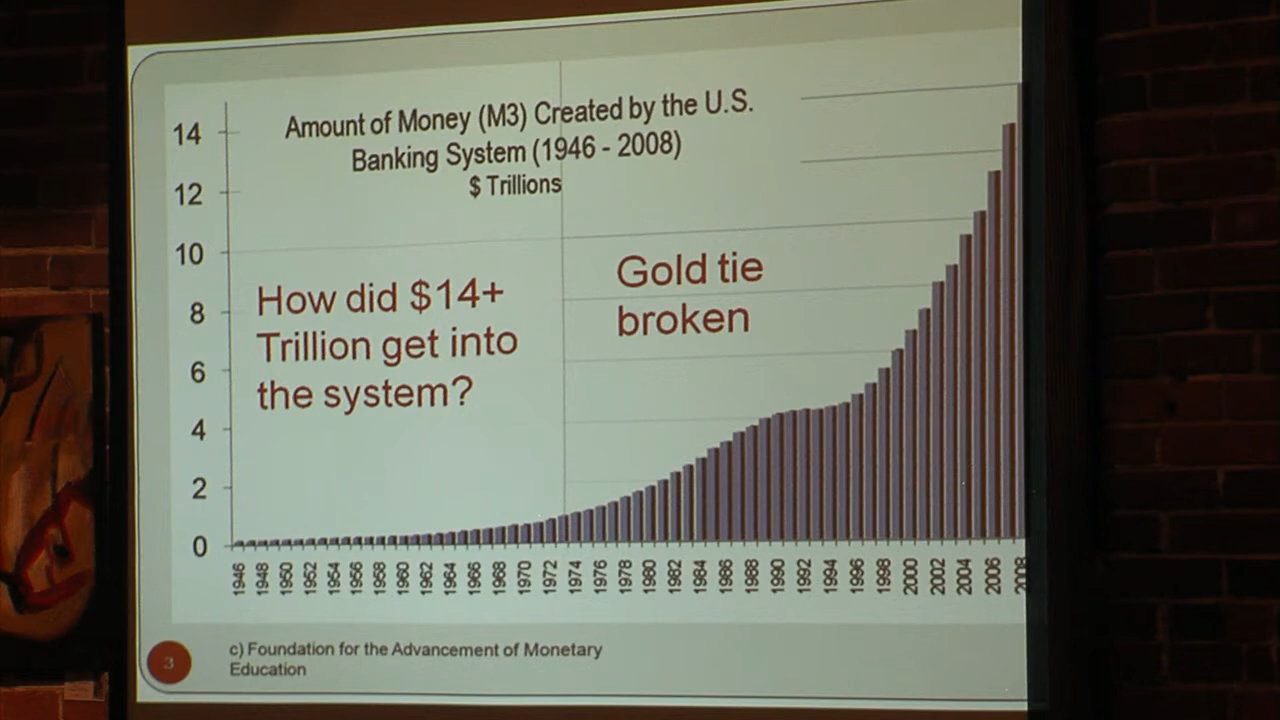 Amount of Money (M3) Created by the U.S.
Banking System (1946 - 2008)
$ Trillions
14
12
10
8
6
4
2
0
How did $14+
Trillion get into
the system?
Gold tie
broken
1946 1948 1950 1952 1954 1956 1958 1960 1962 1964 1966 1968 1970 1972 1974 1976 1978 1980 1982 1984 1986 1988 1990 1992 1994 1996 1998 2000 2002 2004 2006 2008
3
c) Foundation for the Advancement of Monetary
Education